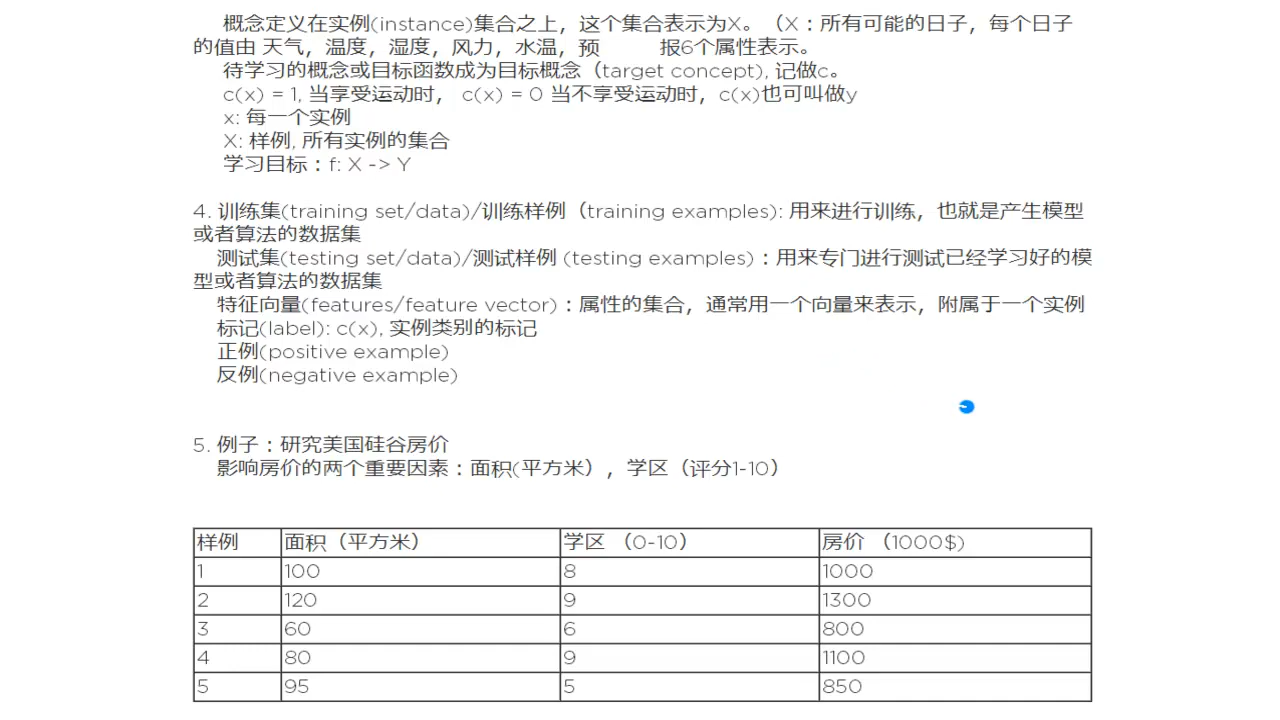 概念定义在实例(instance)集合之上，这个集合表示为X。（X：所有可能的日子，每个日子
的值由 天气，温度，湿度，风力，水温，预 报6个属性表示。
待学习的概念或目标函数成为目标概念（target concept), 记做c。
c(x) = 1, 当享受运动时， c(x) = 0 当不享受运动时，c(x)也可叫做y
x: 每一个实例
X: 样例, 所有实例的集合
学习目标：f: X -> Y
4. 训练集(training set/data)/训练样例（training examples): 用来进行训练，也就是产生模型
或者算法的数据集
测试集(testing set/data)/测试样例 (testing examples)：用来专门进行测试已经学习好的模
型或者算法的数据集
特征向量(features/feature vector)：属性的集合，通常用一个向量来表示，附属于一个实例
标记(label): c(x), 实例类别的标记
正例(positive example)
反例(negative example)
5. 例子：研究美国硅谷房价
影响房价的两个重要因素：面积(平方米），学区（评分1-10）
样例 面积（平方米） 学区 （0-10） 房价 （1000$)
1 100 8 1000
2 120 9 1300
3 60 6 800
4 80 9 1100
5 95 5 850